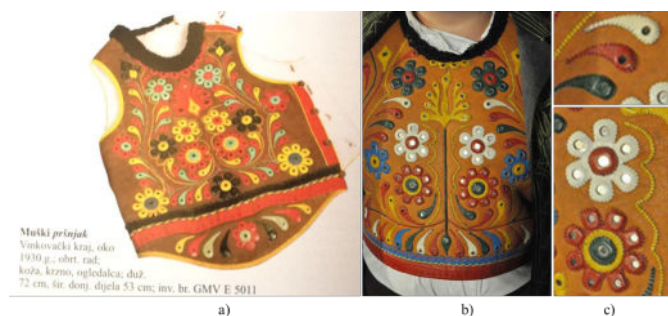 Muški pršnjak
Vinkovački kraj, oko
1930.g., obrt. rad;
koža, krzno, ogledalca; duž.
72 cm, šir. donj. dijela 53 cm; inv. br. GMV E 5011
a) b) c)